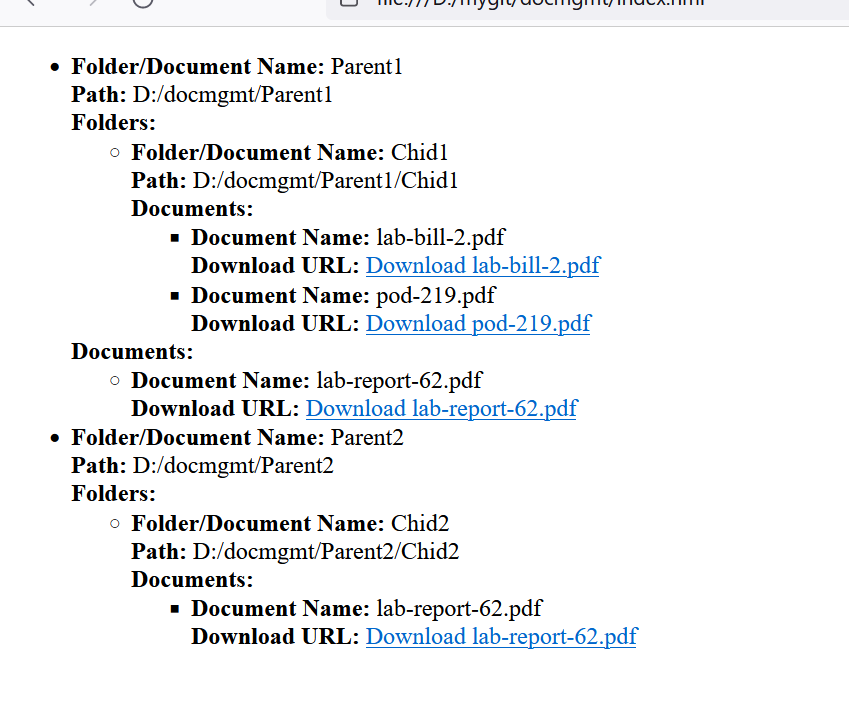 file:///D:/mygit/docmgmt/index.html
Folder/Document Name: Parent1
Path: D:/docmgmt/Parent1
Folders:
Folder/Document Name: Chid1
Path: D:/docmgmt/Parent1/Chid1
Documents:
Document Name: lab-bill-2.pdf
Download URL: Download lab-bill-2.pdf
Document Name: pod-219.pdf
Download URL: Download pod-219.pdf
Documents:
Document Name: lab-report-62.pdf
Download URL: Download lab-report-62.pdf
Folder/Document Name: Parent2
Path: D:/docmgmt/Parent2
Folders:
Folder/Document Name: Chid2
Path: D:/docmgmt/Parent2/Chid2
Documents:
Document Name: lab-report-62.pdf
Download URL: Download lab-report-62.pdf